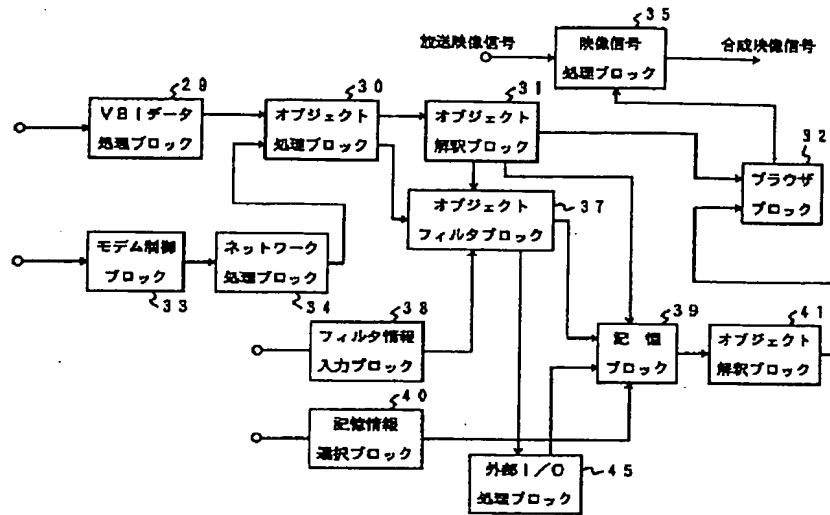 35
放送映像信号
映像信号
処理ブロック
合成映像信号
29
VBIデータ
処理ブロック
30
オブジェクト
処理ブロック
31
オブジェクト
解釈ブロック
32
ブラウザ
ブロック
オブジェクト
フィルタブロック
37
モデム制御
ブロック
33
ネットワーク
処理ブロック
34
38
フィルタ情報
入力ブロック
39
記憶
ブロック
41
オブジェクト
解釈ブロック
40
記憶情報
選択ブロック
外部I/O
処理ブロック
45